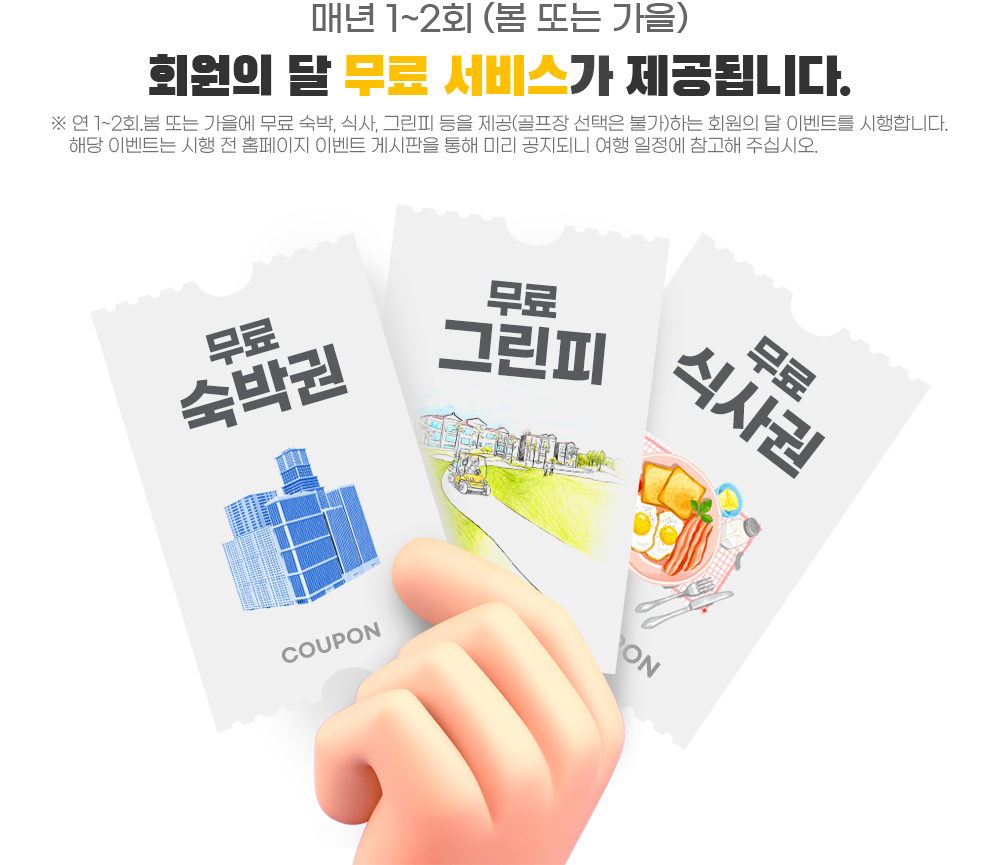 매년 1~2회 (봄 또는 가을)
회원의 달 무료 서비스가 제공됩니다.
※ 연 1~2회.봄 또는 가을에 무료 숙박, 식사, 그린피 등을 제공(골프장 선택은 불가)하는 회원의 달 이벤트를 시행합니다.
해당 이벤트는 시행 전 홈페이지 이벤트 게시판을 통해 미리 공지되니 여행 일정에 참고해 주십시오.
무료
숙박권
COUPON
무료
그린피
무료
식사권
PON